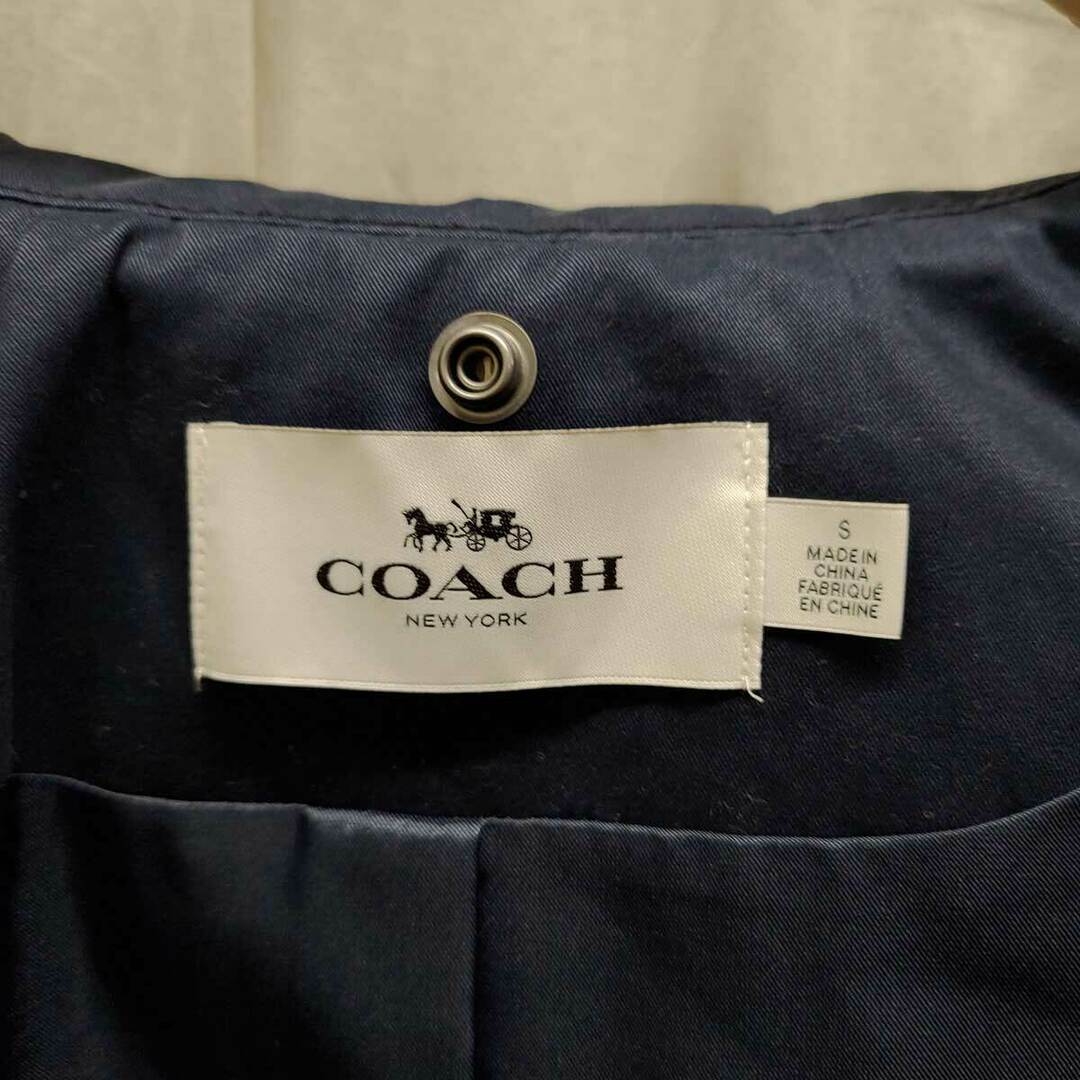 COACH
NEW YORK
S
MADE IN
CHINA
FABRIQUÉ
EN CHINE